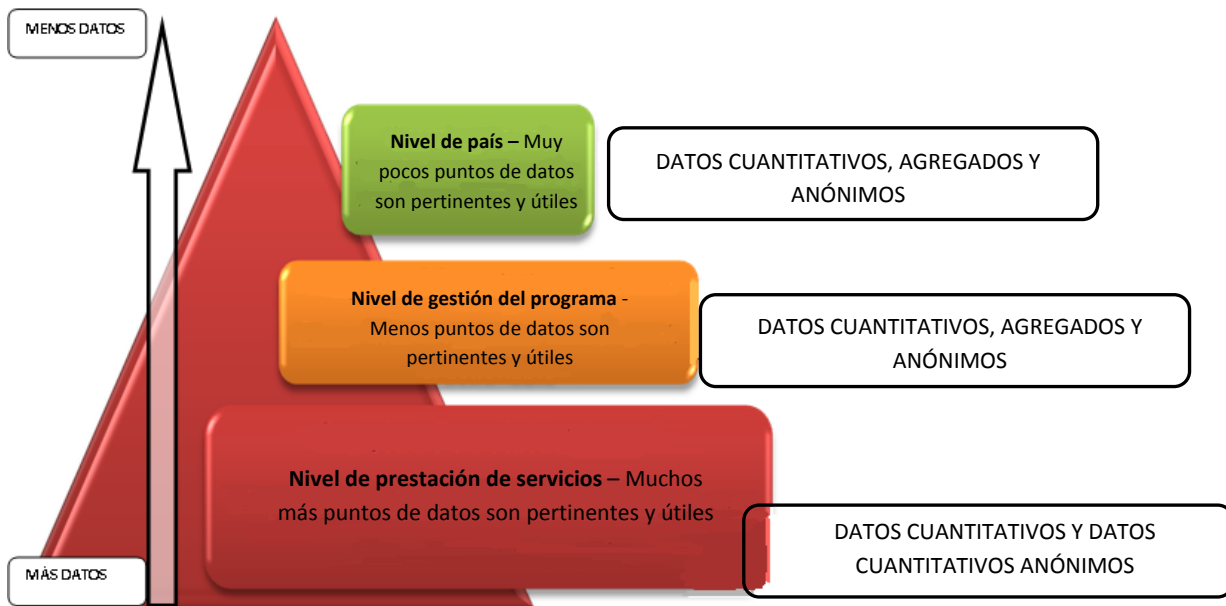 MENOS DATOS
Nivel de país – Muy
pocos puntos de datos
son pertinentes y útiles
DATOS CUANTITATIVOS, AGREGADOS Y
ANÓNIMOS
Nivel de gestión del programa -
Menos puntos de datos son
pertinentes y útiles
DATOS CUANTITATIVOS, AGREGADOS Y
ANÓNIMOS
Nivel de prestación de servicios – Muchos
más puntos de datos son pertinentes y útiles
DATOS CUANTITATIVOS Y DATOS
CUANTITATIVOS ANÓNIMOS
MÁS DATOS